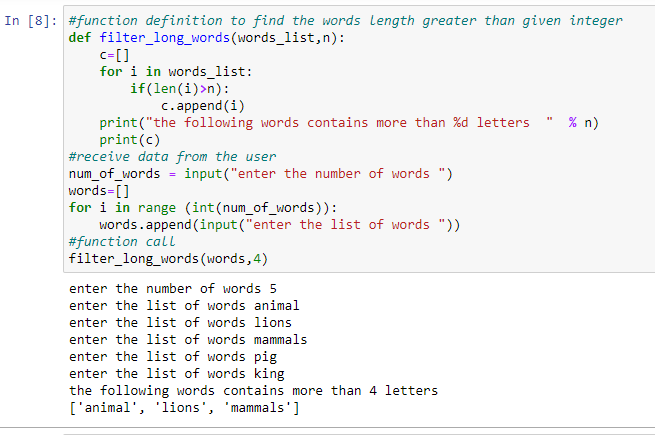 In [8]: #function definition to find the words length greater than given integer
def filter_long_words(words_list,n):
    c=[]
    for i in words_list:
        if(len(i)>n):
            c.append(i)
    print("the following words contains more than %d letters  "  % n)
    print(c)
#receive data from the user
num_of_words = input("enter the number of words ")
words=[]
for i in range (int(num_of_words)):
    words.append(input("enter the list of words "))
#function call
filter_long_words(words,4)
enter the number of words 5
enter the list of words animal
enter the list of words lions
enter the list of words mammals
enter the list of words pig
enter the list of words king
the following words contains more than 4 letters
['animal', 'lions', 'mammals']